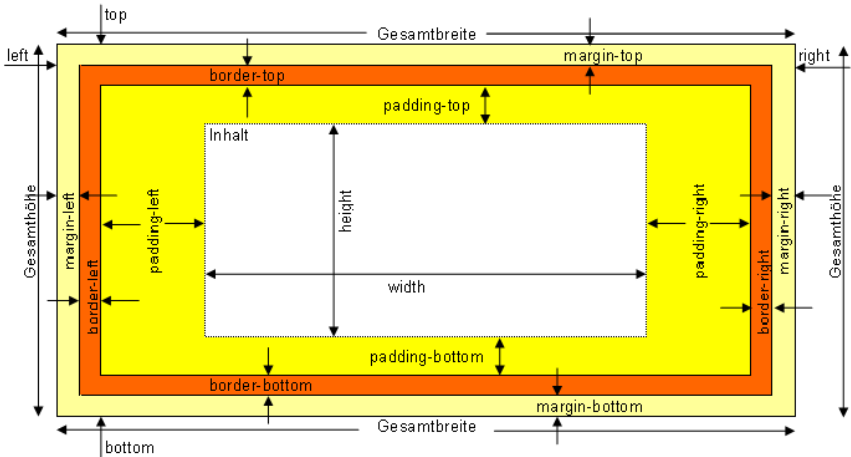 top
Gesamtbreite
left
margin-top
right
border-top
padding-top
Inhalt
Gesamthöhe
margin-left
border-left
padding-left
height
width
padding-right
border-right
margin-right
Gesamthöhe
padding-bottom
border-bottom
margin-bottom
Gesamtbreite
bottom